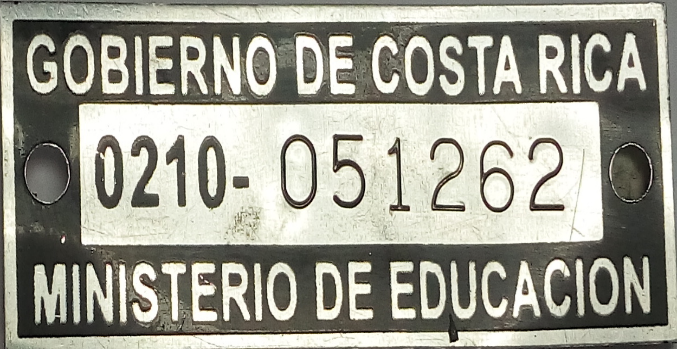 GOBIERNO DE COSTA RICA
0210- 051262
MINISTERIO DE EDUCACION